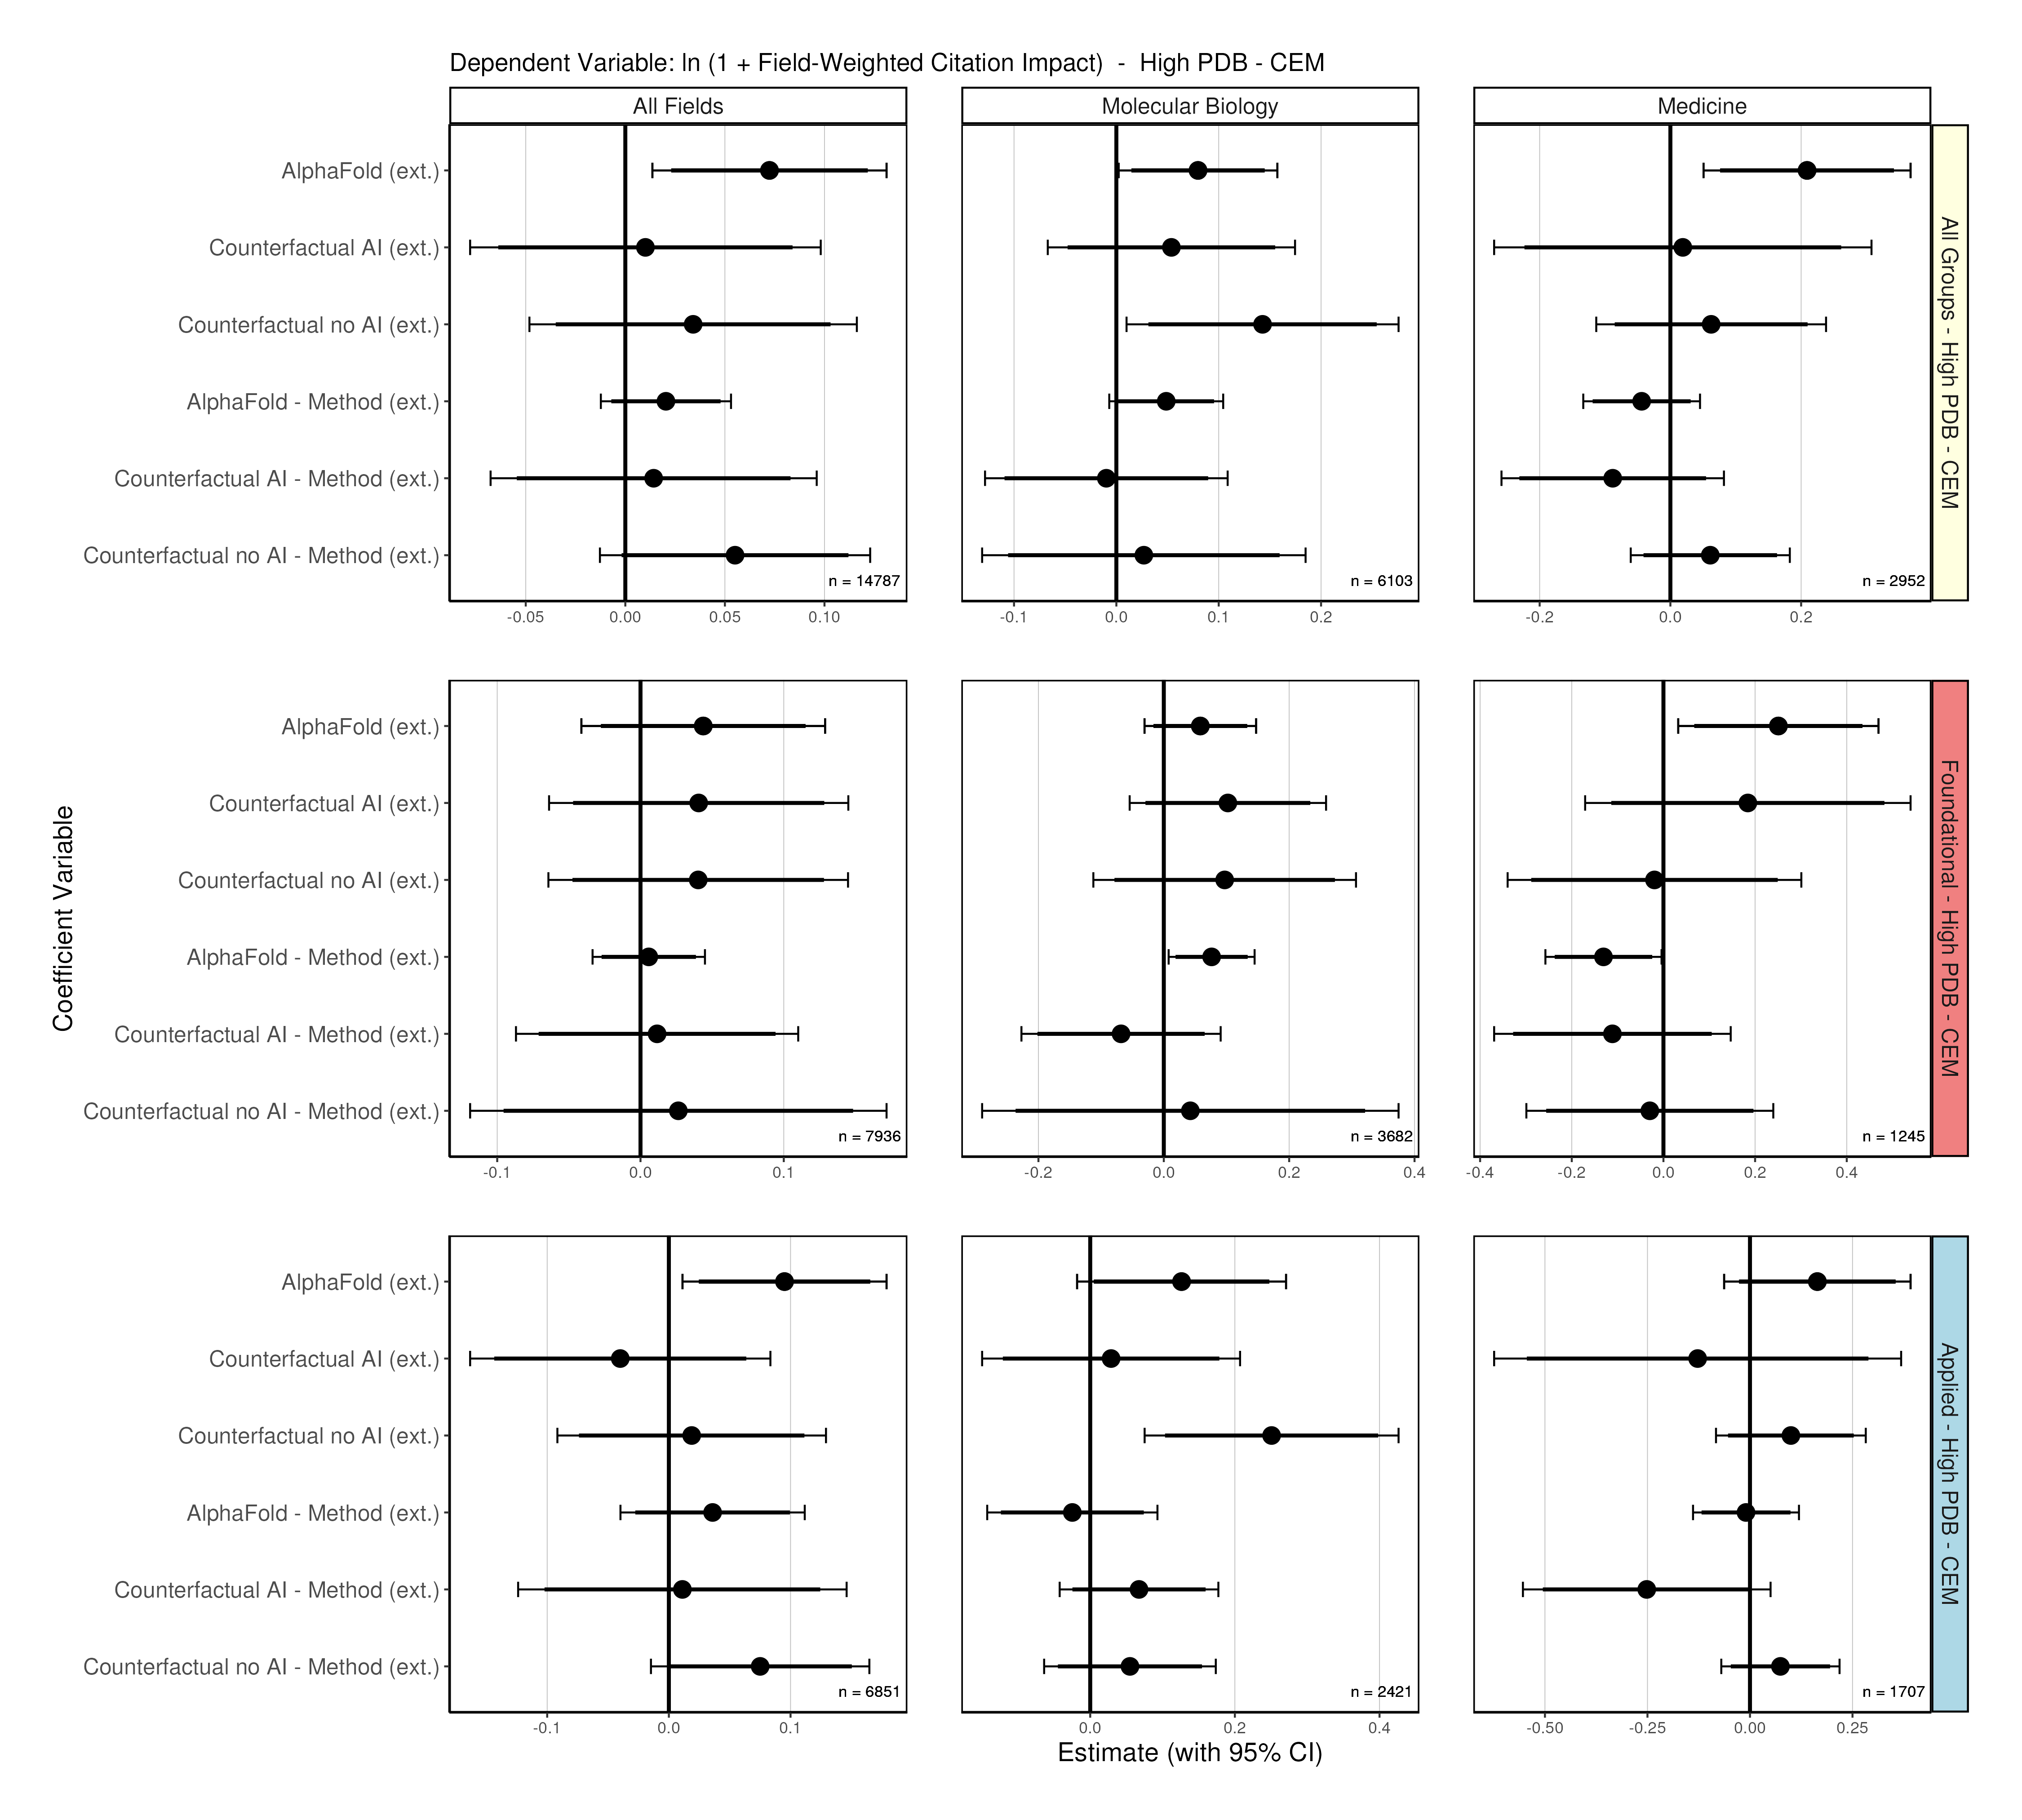 Dependent Variable: ln (1 + Field-Weighted Citation Impact)  -  High PDB - CEM
All Fields
Molecular Biology
Medicine
AlphaFold (ext.)
Counterfactual AI (ext.)
Counterfactual no AI (ext.)
AlphaFold - Method (ext.)
Counterfactual AI - Method (ext.)
Counterfactual no AI - Method (ext.)
n = 14787
n = 6103
n = 2952
-0.05 0.00 0.05 0.10
-0.1 0.0 0.1 0.2
-0.2 0.0 0.2
All Groups - High PDB - CEM
Coefficient Variable
AlphaFold (ext.)
Counterfactual AI (ext.)
Counterfactual no AI (ext.)
AlphaFold - Method (ext.)
Counterfactual AI - Method (ext.)
Counterfactual no AI - Method (ext.)
n = 7936
n = 3682
n = 1245
-0.1 0.0 0.1
-0.2 0.0 0.2 0.4
-0.4 -0.2 0.0 0.2 0.4
Foundational - High PDB - CEM
AlphaFold (ext.)
Counterfactual AI (ext.)
Counterfactual no AI (ext.)
AlphaFold - Method (ext.)
Counterfactual AI - Method (ext.)
Counterfactual no AI - Method (ext.)
n = 6851
n = 2421
n = 1707
-0.1 0.0 0.1
0.0 0.2 0.4
-0.50 -0.25 0.00 0.25
Applied - High PDB - CEM
Estimate (with 95% CI)